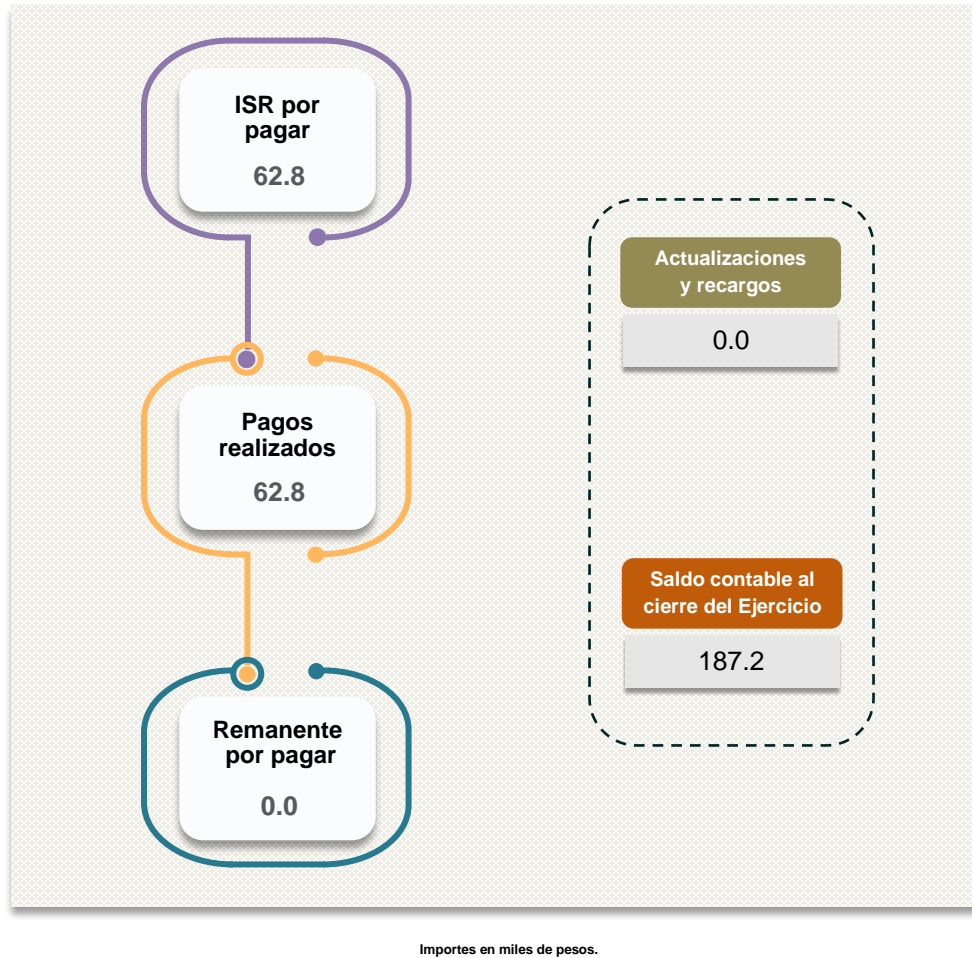 ISR por
pagar
62.8
Pagos
realizados
62.8
Remanente
por pagar
0.0
Actualizaciones
y recargos
0.0
Saldo contable al
cierre del Ejercicio
187.2
Importes en miles de pesos.